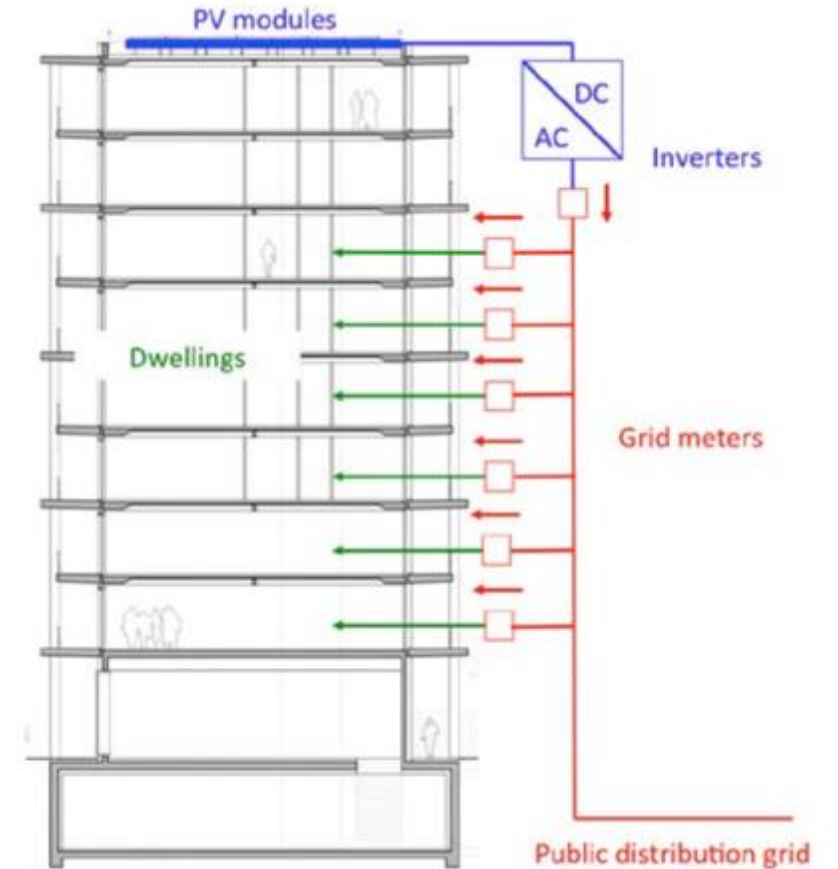 PV modules
DC
AC
Inverters
Dwellings
Grid meters
Public distribution grid